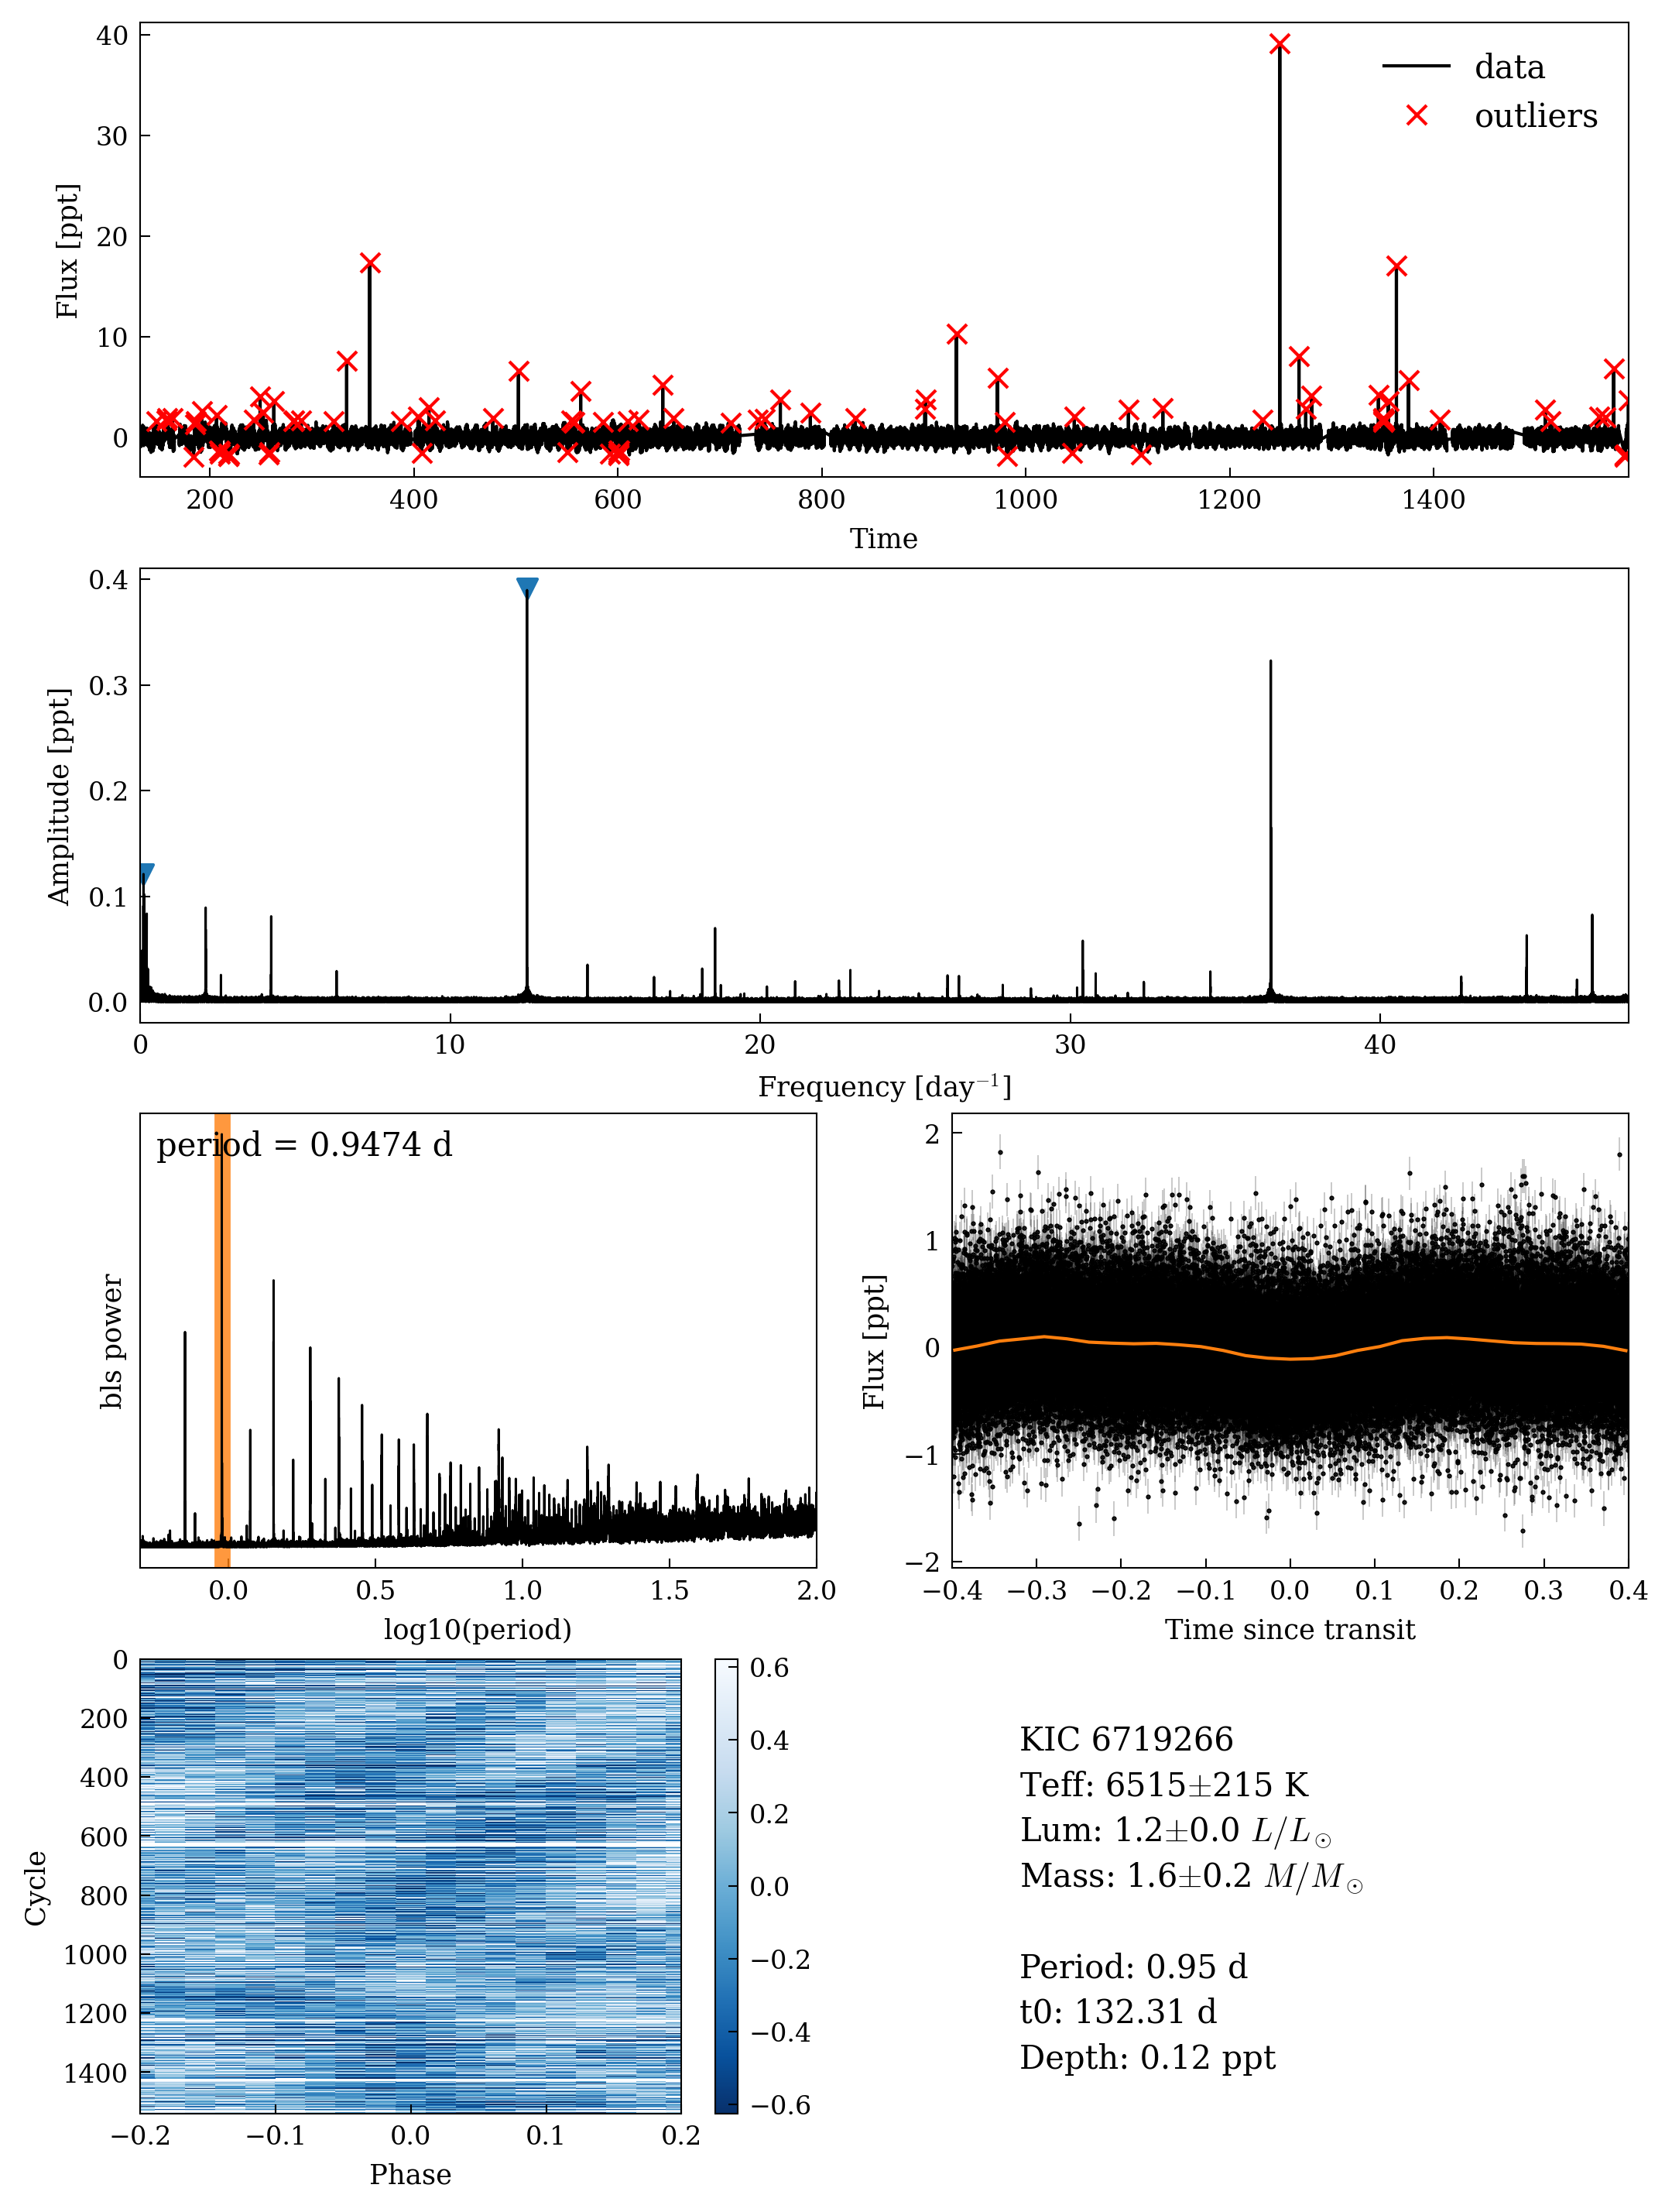 40
30
20
10
0
Flux [ppt]
data
outliers
200 400 600 800 1000 1200 1400
Time
0.4
0.3
0.2
0.1
0.0
Amplitude [ppt]
0 10 20 30 40
Frequency [day⁻¹]
period = 0.9474 d
bls power
0.0 0.5 1.0 1.5 2.0
log10(period)
2
1
0
−1
−2
Flux [ppt]
−0.4 −0.3 −0.2 −0.1 0.0 0.1 0.2 0.3 0.4
Time since transit
0
200
400
600
800
1000
1200
1400
Cycle
−0.2 −0.1 0.0 0.1 0.2
Phase
0.6
0.4
0.2
0.0
−0.2
−0.4
−0.6
KIC 6719266
Teff: 6515±215 K
Lum: 1.2±0.0 L/L☉
Mass: 1.6±0.2 M/M☉
Period: 0.95 d
t0: 132.31 d
Depth: 0.12 ppt